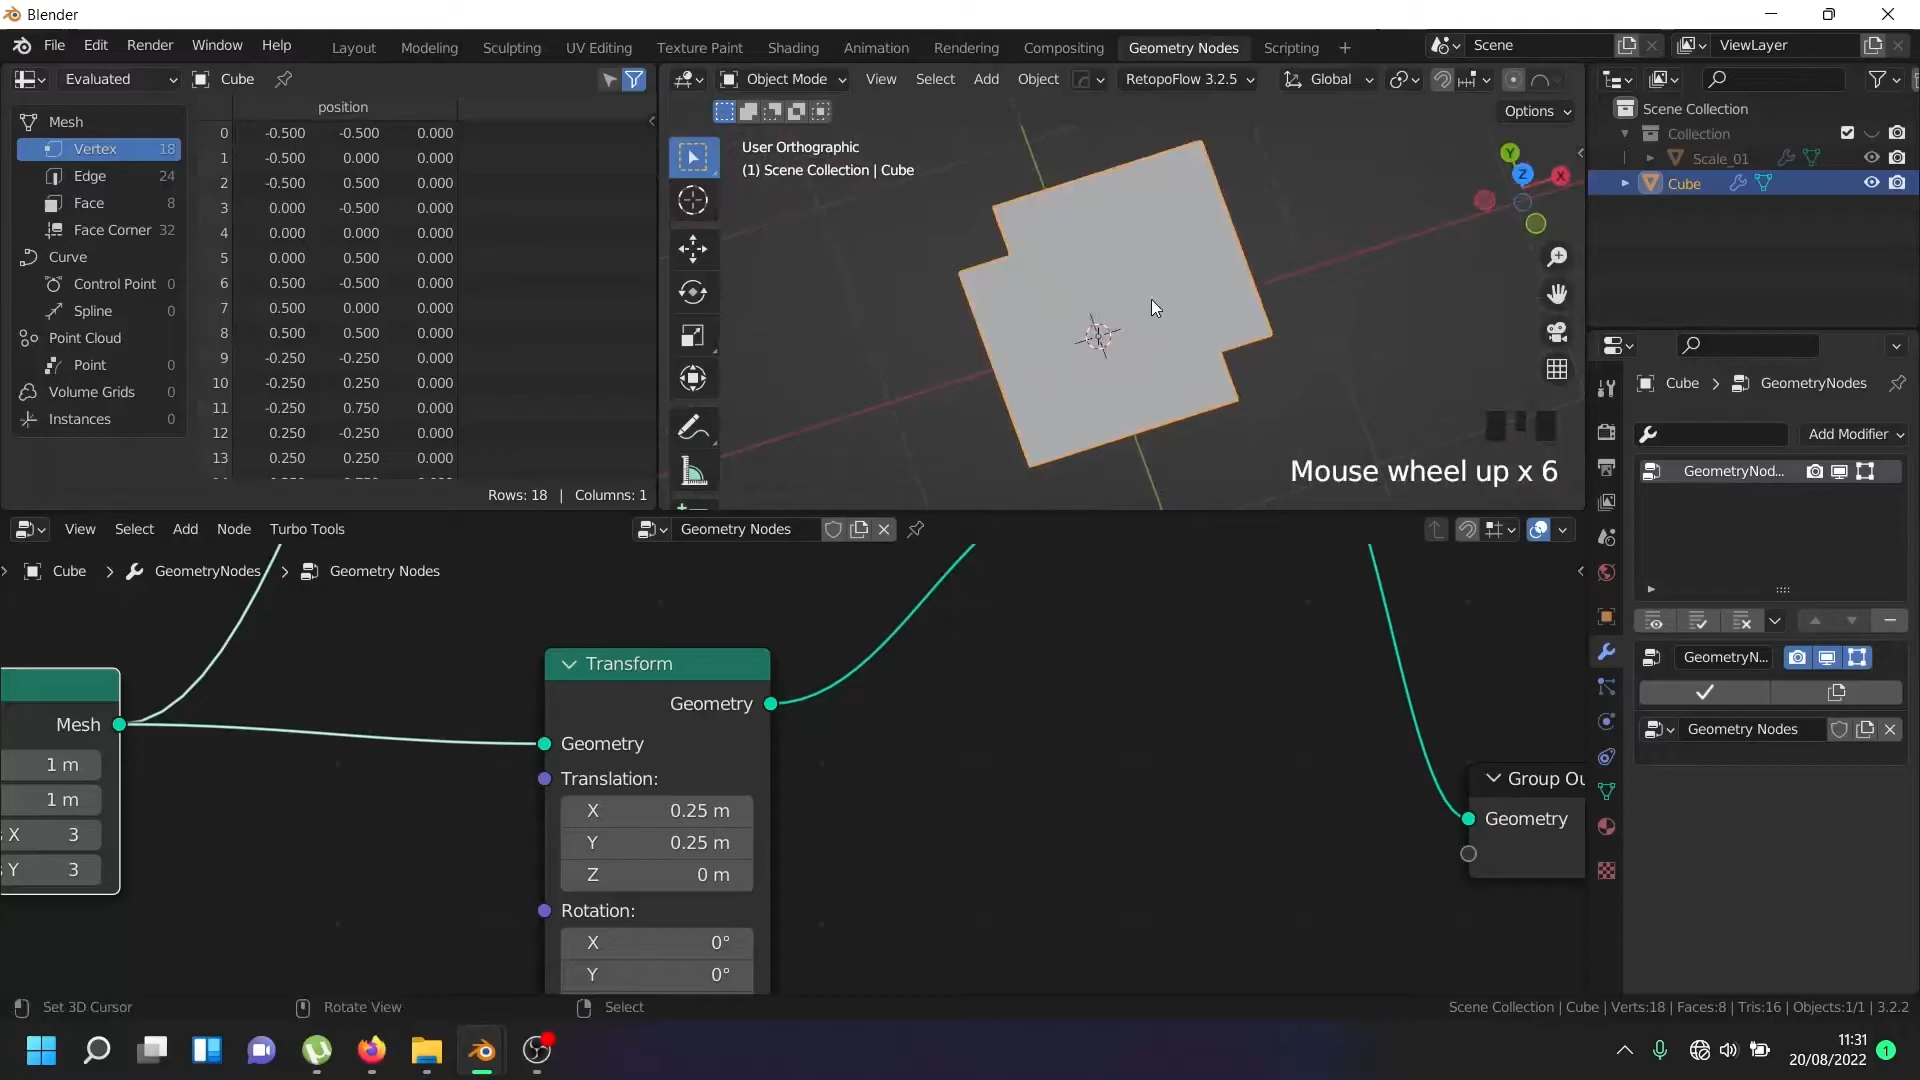 Blender
File Edit Render Window Help
Layout Modeling Sculpting UV Editing Texture Paint Shading Animation Rendering Compositing Geometry Nodes Scripting +
Scene
ViewLayer
Evaluated
Cube
Object Mode View Select Add Object RetopoFlow 3.2.5 Global
Options
position
Mesh
Vertex 18
Edge 24
Face 8
Face Corner 32
Curve
Control Point 0
Spline 0
Point Cloud
Point 0
Volume Grids 0
Instances 0
0 -0.500 -0.500 0.000
1 -0.500 0.000 0.000
2 -0.500 0.500 0.000
3 0.000 -0.500 0.000
4 0.000 0.000 0.000
5 0.000 0.500 0.000
6 0.500 -0.500 0.000
7 0.500 0.000 0.000
8 0.500 0.500 0.000
9 -0.250 -0.250 0.000
10 -0.250 0.250 0.000
11 -0.250 0.750 0.000
12 0.250 -0.250 0.000
13 0.250 0.250 0.000
Rows: 18 | Columns: 1
User Orthographic
(1) Scene Collection | Cube
Y
Z
X
Mouse wheel up x 6
Scene Collection
Collection
Scale_01
Cube
Cube > GeometryNodes
Add Modifier
GeometryNod...
GeometryN...
Geometry Nodes
View Select Add Node Turbo Tools
Geometry Nodes
> Cube > GeometryNodes > Geometry Nodes
Mesh
1 m
1 m
X 3
Y 3
Transform
Geometry
Geometry
Translation:
X 0.25 m
Y 0.25 m
Z 0 m
Rotation:
X 0°
Y 0°
Group Ou
Geometry
Set 3D Cursor
Rotate View
Select
Scene Collection | Cube | Verts:18 | Faces:8 | Tris:16 | Objects:1/1 | 3.2.2
11:31
20/08/2022
1